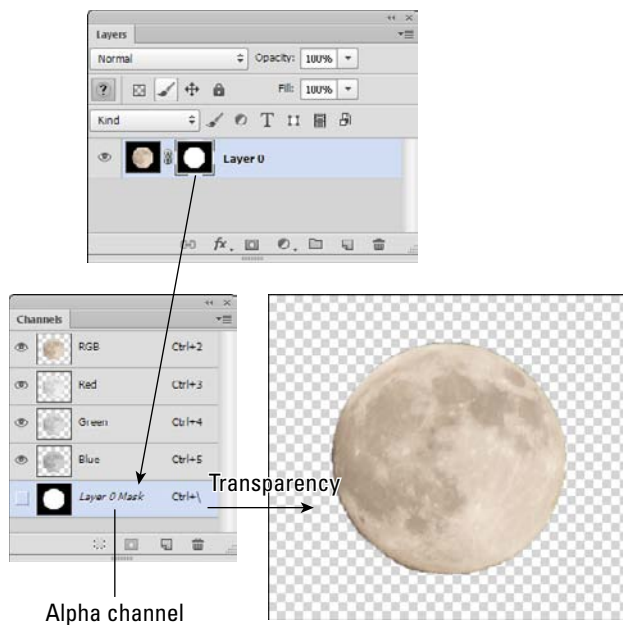 Layers
Normal Opacity: 100%
Fill: 100%
Kind
Layer 0
fx
Channels
RGB Ctrl+2
Red Ctrl+3
Green Ctrl+4
Blue Ctrl+5
Layer 0 Mask Ctrl+\
Transparency
Alpha channel